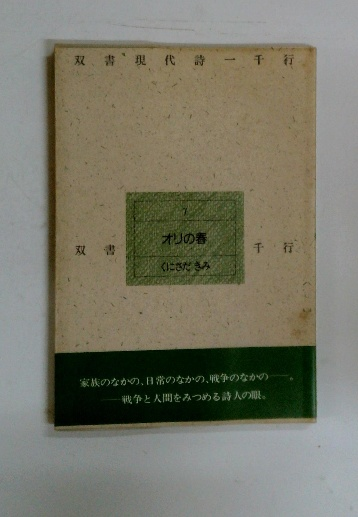 双書現代詩一千行
7
オリの春
くにさだきみ
双書 千行
家族のなかの、日常のなかの、戦争のなかの――。
――戦争と人間をみつめる詩人の眼。